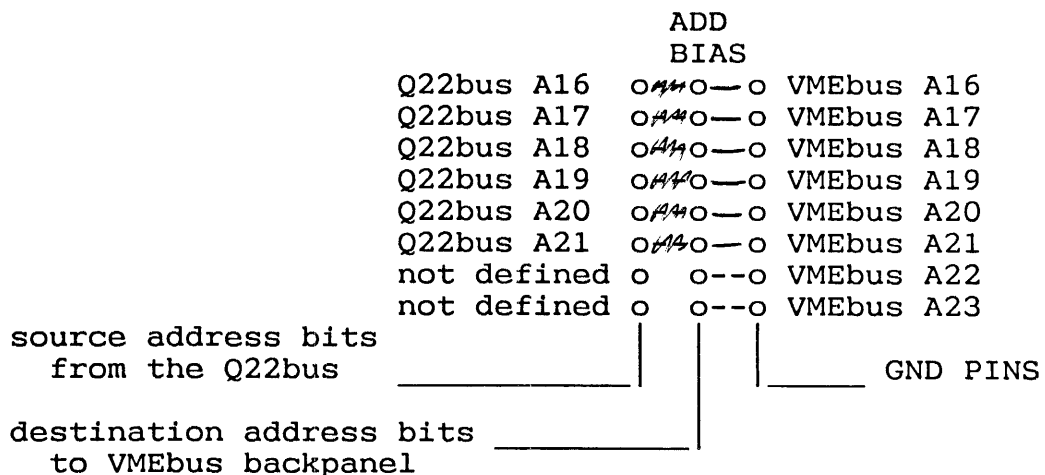 ADD
BIAS
Q22bus A16 o o—o VMEbus A16
Q22bus A17 o o—o VMEbus A17
Q22bus A18 o o—o VMEbus A18
Q22bus A19 o o—o VMEbus A19
Q22bus A20 o o—o VMEbus A20
Q22bus A21 o o—o VMEbus A21
not defined o o--o VMEbus A22
not defined o o--o VMEbus A23
source address bits
from the Q22bus
GND PINS
destination address bits
to VMEbus backpanel